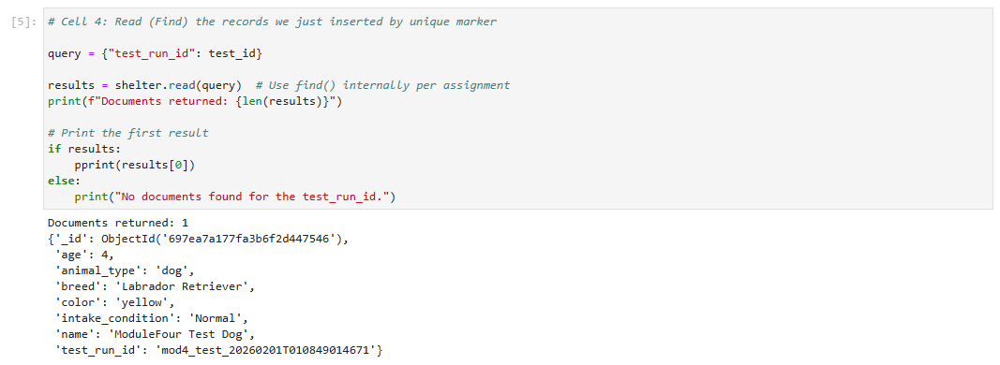 [5]: # Cell 4: Read (Find) the records we just inserted by unique marker
query = {"test_run_id": test_id}
results = shelter.read(query)  # Use find() internally per assignment
print(f"Documents returned: {len(results)}")
# Print the first result
if results:
    pprint(results[0])
else:
    print("No documents found for the test_run_id.")
Documents returned: 1
{'_id': ObjectId('697ea7a177fa3b6f2d447546'),
 'age': 4,
 'animal_type': 'dog',
 'breed': 'Labrador Retriever',
 'color': 'yellow',
 'intake_condition': 'Normal',
 'name': 'ModuleFour Test Dog',
 'test_run_id': 'mod4_test_20260201T010849014671'}